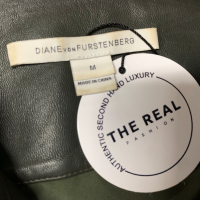 DIANE VON FURSTENBERG
M
MADE IN CHINA
AUTHENTIC SECOND HAND LUXURY
THE REAL
FASHION